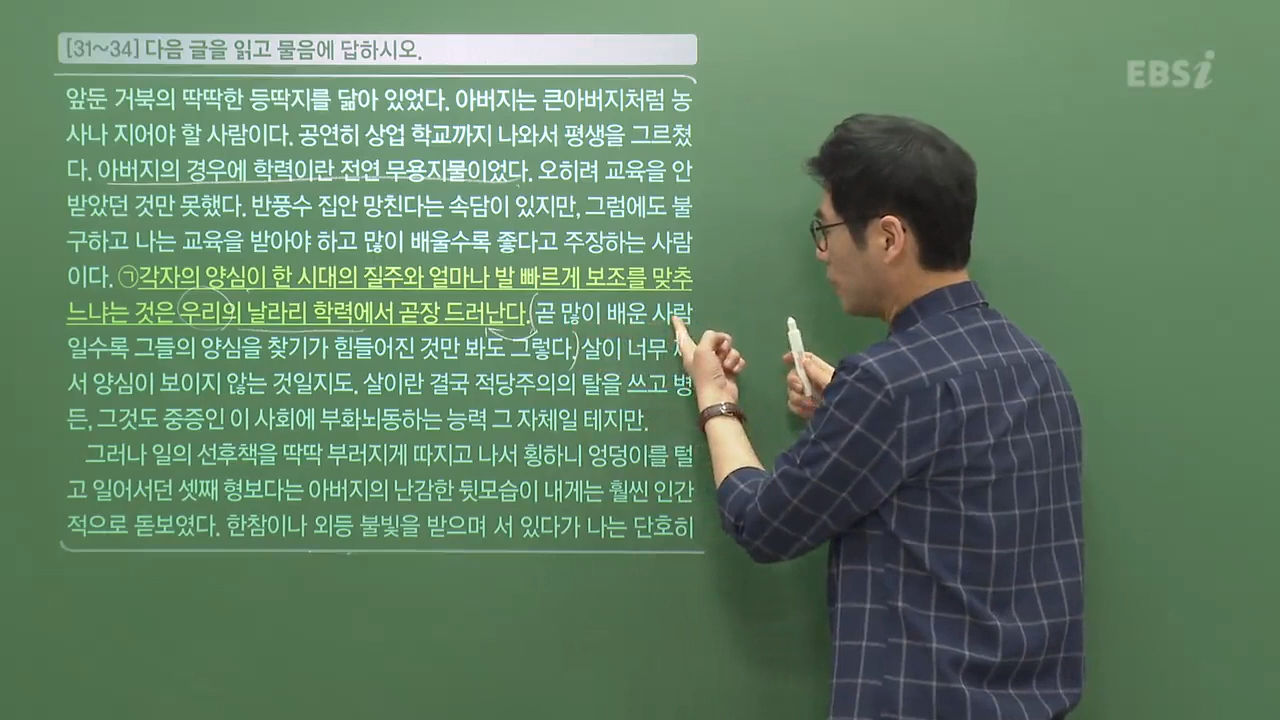 [31~34] 다음 글을 읽고 물음에 답하시오.
EBSi
앞둔 거북의 딱딱한 등딱지를 닮아 있었다. 아버지는 큰아버지처럼 농
사나 지어야 할 사람이다. 공연히 상업 학교까지 나와서 평생을 그르쳤
다. 아버지의 경우에 학력이란 전연 무용지물이었다. 오히려 교육을 안
받았던 것만 못했다. 반풍수 집안 망친다는 속담이 있지만, 그럼에도 불
구하고 나는 교육을 받아야 하고 많이 배울수록 좋다고 주장하는 사람
이다. ㉠각자의 양심이 한 시대의 질주와 얼마나 발 빠르게 보조를 맞추
느냐는 것은 우리의 날라리 학력에서 곧장 드러난다. 곧 많이 배운 사람
일수록 그들의 양심을 찾기가 힘들어진 것만 봐도 그렇다. 살이 너무
서 양심이 보이지 않는 것일지도. 살이란 결국 적당주의의 탈을 쓰고 병
든, 그것도 중증인 이 사회에 부화뇌동하는 능력 그 자체일 테지만.
그러나 일의 선후책을 딱딱 부러지게 따지고 나서 횡하니 엉덩이를 털
고 일어서던 셋째 형보다는 아버지의 난감한 뒷모습이 내게는 훨씬 인간
적으로 돋보였다. 한참이나 외등 불빛을 받으며 서 있다가 나는 단호히